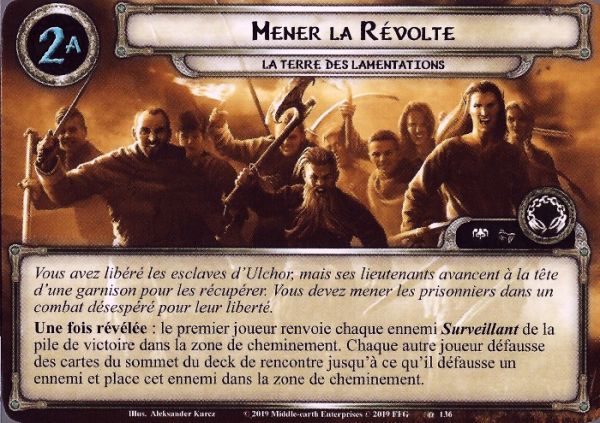 2A
Mener la Révolte
La Terre des Lamentations
Vous avez libéré les esclaves d'Ulchor, mais ses lieutenants avancent à la tête
d'une garnison pour les récupérer. Vous devez mener les prisonniers dans un
combat désespéré pour leur liberté.
Une fois révélée : le premier joueur renvoie chaque ennemi Surveillant de la
pile de victoire dans la zone de cheminement. Chaque autre joueur défausse
des cartes du sommet du deck de rencontre jusqu'à ce qu'il défausse un
ennemi et place cet ennemi dans la zone de cheminement.
Illus. Aleksander Karcz © 2019 Middle-earth Enterprises © 2019 FFG 136